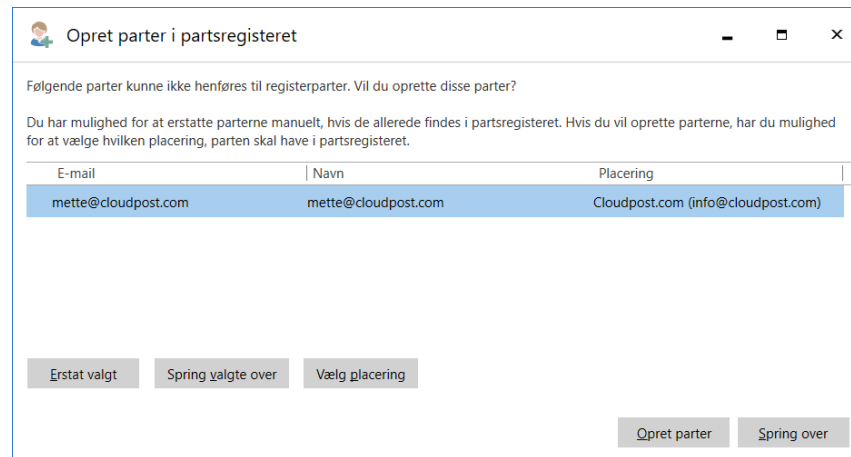 Opret parter i partsregisteret
Følgende parter kunne ikke henføres til registerparter. Vil du oprette disse parter?
Du har mulighed for at erstatte parterne manuelt, hvis de allerede findes i partsregisteret. Hvis du vil oprette parterne, har du mulighed
for at vælge hvilken placering, parten skal have i partsregisteret.
E-mail Navn Placering
mette@cloudpost.com mette@cloudpost.com Cloudpost.com (info@cloudpost.com)
Erstat valgt Spring valgte over Vælg placering
Opret parter Spring over